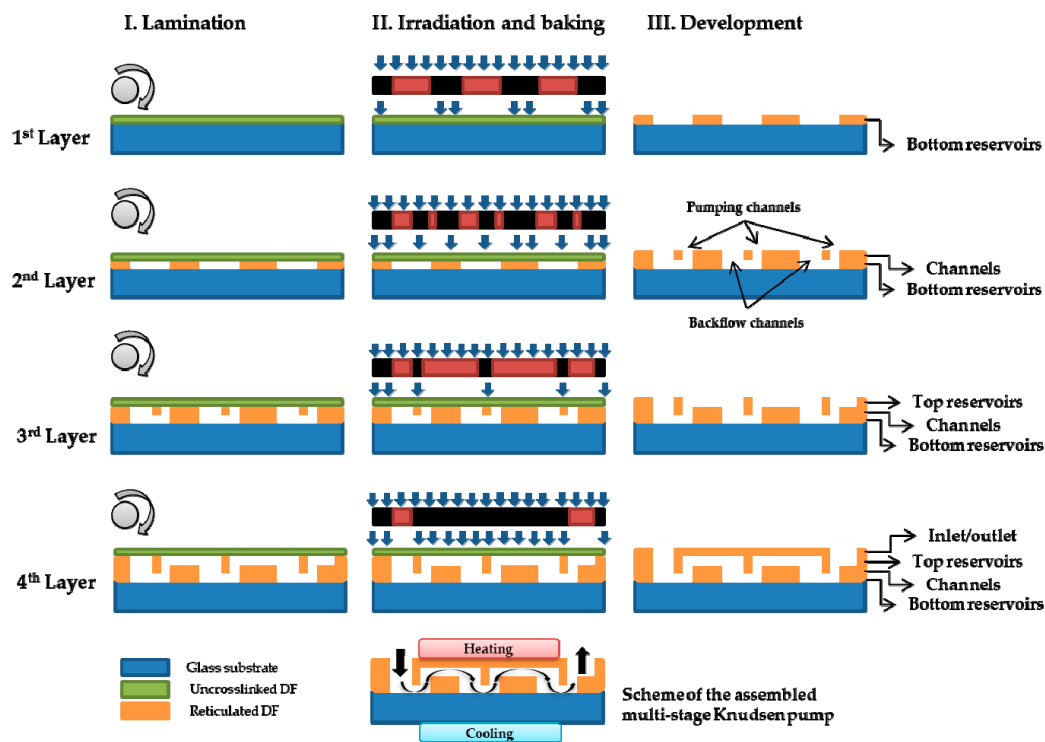 I. Lamination
II. Irradiation and baking
III. Development
1st Layer
Bottom reservoirs
Pumping channels
2nd Layer
Channels
Bottom reservoirs
Backflow channels
3rd Layer
Top reservoirs
Channels
Bottom reservoirs
4th Layer
Inlet/outlet
Top reservoirs
Channels
Bottom reservoirs
Glass substrate
Uncrosslinked DF
Reticulated DF
Heating
Cooling
Scheme of the assembled
multi-stage Knudsen pump